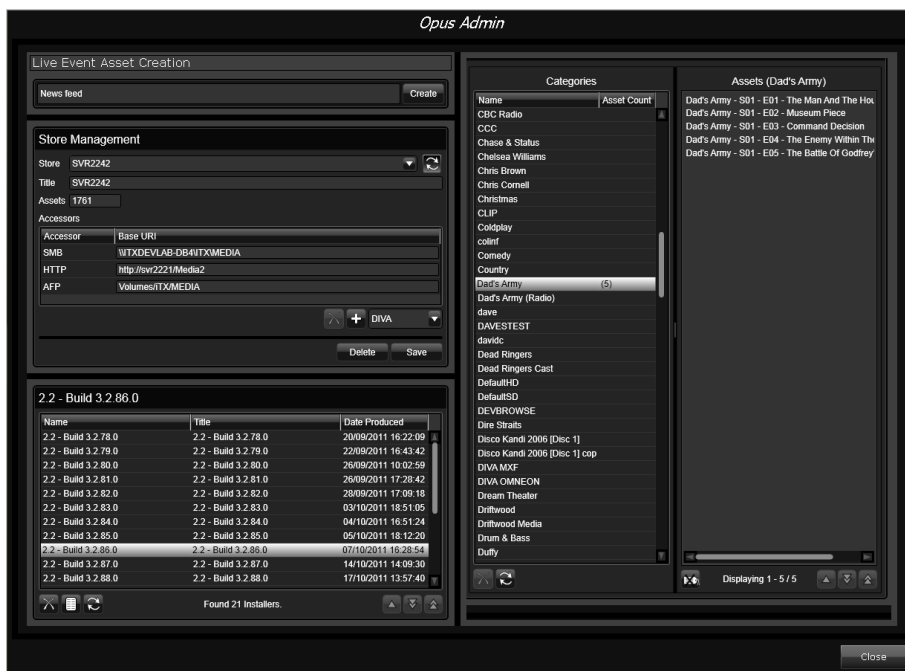 Opus Admin
Live Event Asset Creation
News feed Create
Store Management
Store SVR2242
Title SVR2242
Assets 1761
Accessors
Accessor Base URI
SMB \\ITXDEVLAB-DB4\ITX\MEDIA
HTTP http://svr2221/Media2
AFP Volumes/iTX/MEDIA
DIVA
Delete Save
2.2 - Build 3.2.86.0
Name Title Date Produced
2.2 - Build 3.2.78.0 2.2 - Build 3.2.78.0 20/09/2011 16:22:09
2.2 - Build 3.2.79.0 2.2 - Build 3.2.79.0 22/09/2011 16:43:42
2.2 - Build 3.2.80.0 2.2 - Build 3.2.80.0 26/09/2011 10:02:59
2.2 - Build 3.2.81.0 2.2 - Build 3.2.81.0 26/09/2011 17:28:42
2.2 - Build 3.2.82.0 2.2 - Build 3.2.82.0 28/09/2011 17:09:18
2.2 - Build 3.2.83.0 2.2 - Build 3.2.83.0 03/10/2011 18:51:05
2.2 - Build 3.2.84.0 2.2 - Build 3.2.84.0 04/10/2011 16:51:24
2.2 - Build 3.2.85.0 2.2 - Build 3.2.85.0 05/10/2011 18:12:20
2.2 - Build 3.2.86.0 2.2 - Build 3.2.86.0 07/10/2011 16:28:54
2.2 - Build 3.2.87.0 2.2 - Build 3.2.87.0 14/10/2011 14:09:30
2.2 - Build 3.2.88.0 2.2 - Build 3.2.88.0 17/10/2011 13:57:40
Found 21 Installers.
Categories
Name Asset Count
CBC Radio
CCC
Chase & Status
Chelsea Williams
Chris Brown
Chris Cornell
Christmas
CLIP
Coldplay
colinf
Comedy
Country
Dad's Army (5)
Dad's Army (Radio)
dave
DAVESTEST
davidc
Dead Ringers
Dead Ringers Cast
DefaultHD
DefaultSD
DEVBROWSE
Dire Straits
Disco Kandi 2006 [Disc 1]
Disco Kandi 2006 [Disc 1] cop
DIVA MXF
DIVA OMNEON
Dream Theater
Driftwood
Driftwood Media
Drum & Bass
Duffy
Assets (Dad's Army)
Dad's Army - S01 - E01 - The Man And The Hou
Dad's Army - S01 - E02 - Museum Piece
Dad's Army - S01 - E03 - Command Decision
Dad's Army - S01 - E04 - The Enemy Within The
Dad's Army - S01 - E05 - The Battle Of Godfrey'
Displaying 1 - 5 / 5
Close